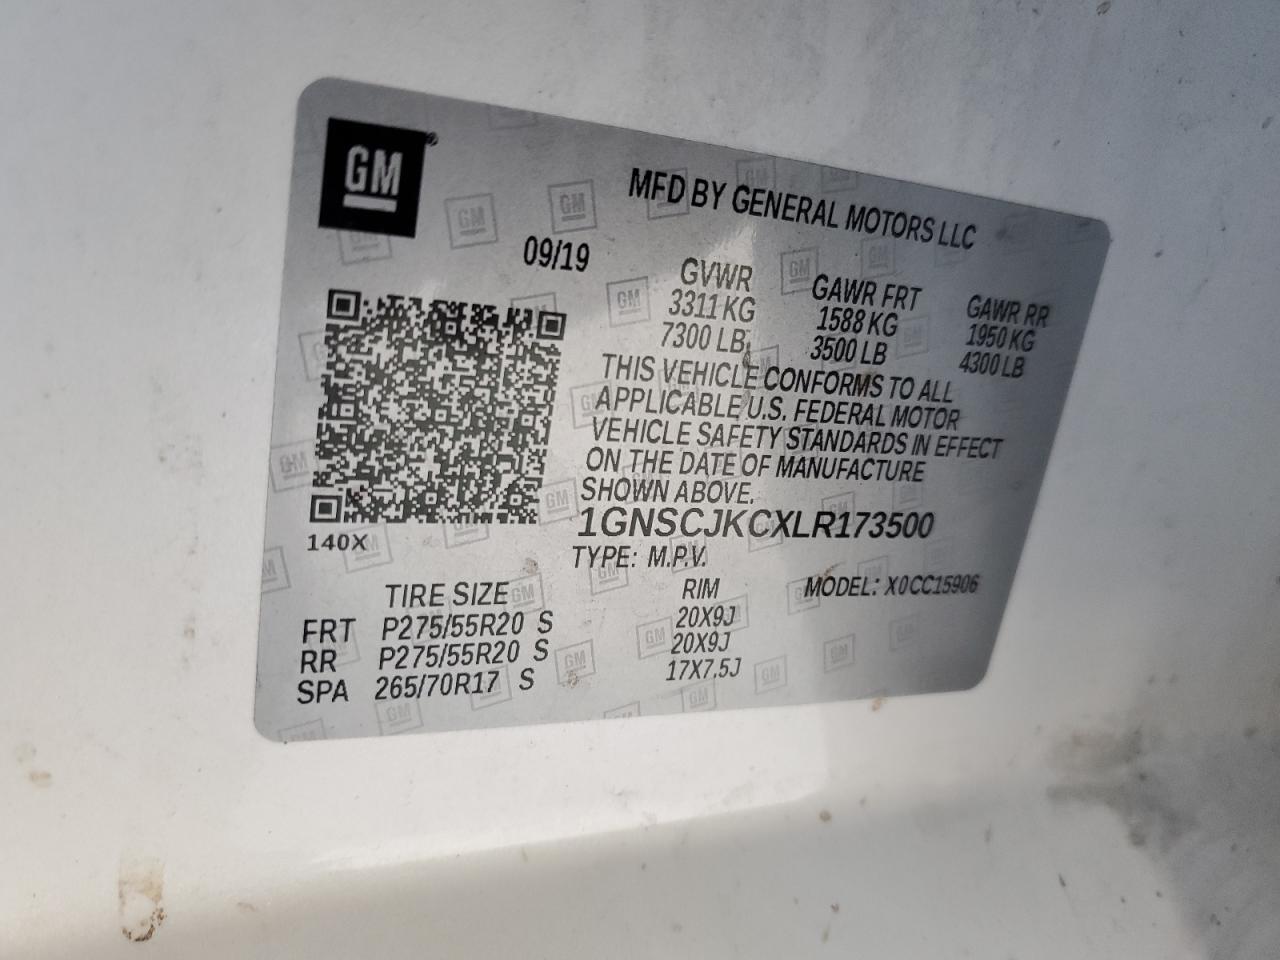 GM
MFD BY GENERAL MOTORS LLC
09/19
GVWR GAWR FRT GAWR RR
3311 KG 1588 KG 1950 KG
7300 LB 3500 LB 4300 LB
THIS VEHICLE CONFORMS TO ALL
APPLICABLE U.S. FEDERAL MOTOR
VEHICLE SAFETY STANDARDS IN EFFECT
ON THE DATE OF MANUFACTURE
SHOWN ABOVE.
1GNSCJKCXLR173500
140X
TYPE: M.P.V.
MODEL: X0CC15906
TIRE SIZE RIM
FRT P275/55R20 S 20X9J
RR P275/55R20 S 20X9J
SPA 265/70R17 S 17X7.5J